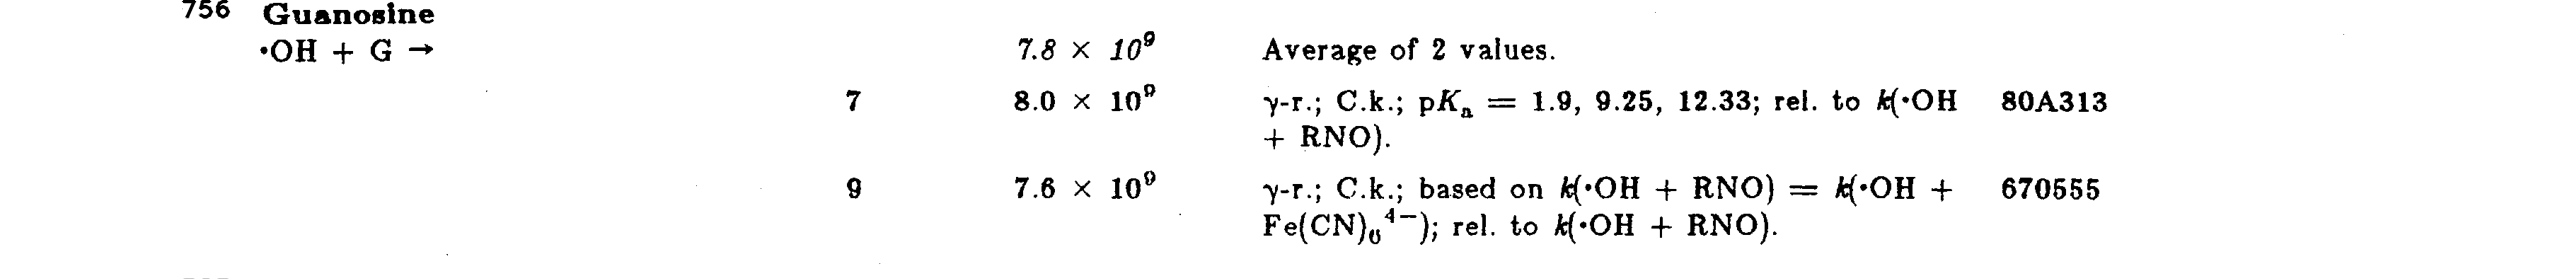 756 Guanosine
·OH + G → 7.8 × 10⁹ Average of 2 values.
7 8.0 × 10⁹ γ-r.; C.k.; pKₐ = 1.9, 9.25, 12.33; rel. to k(·OH 80A313
+ RNO).
9 7.6 × 10⁹ γ-r.; C.k.; based on k(·OH + RNO) = k(·OH + 670555
Fe(CN)₆⁴⁻); rel. to k(·OH + RNO).